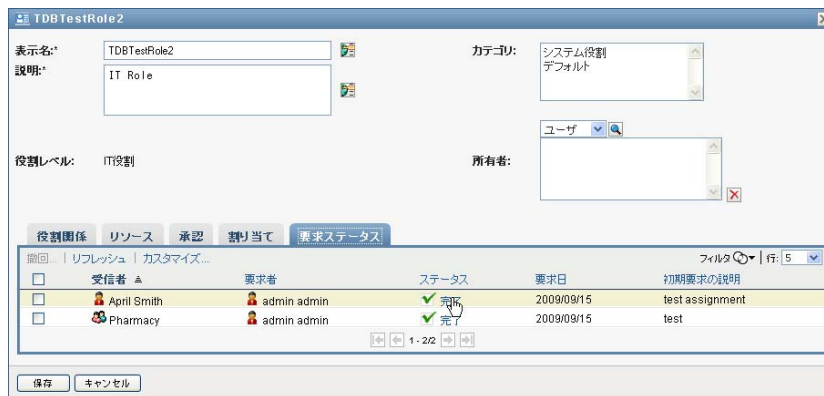 TDBTestRole2
表示名:*
TDBTestRole2
カテゴリ:
システム役割
デフォルト
説明:*
IT Role
ユーザ
役割レベル:
IT役割
所有者:
役割関係 リソース 承認 割り当て 要求ステータス
撤回... | リフレッシュ | カスタマイズ...
フィルタ | 行: 5
受信者 要求者 ステータス 要求日 初期要求の説明
April Smith admin admin 完了 2009/09/15 test assignment
Pharmacy admin admin 完了 2009/09/15 test
1 - 2/2
保存 キャンセル